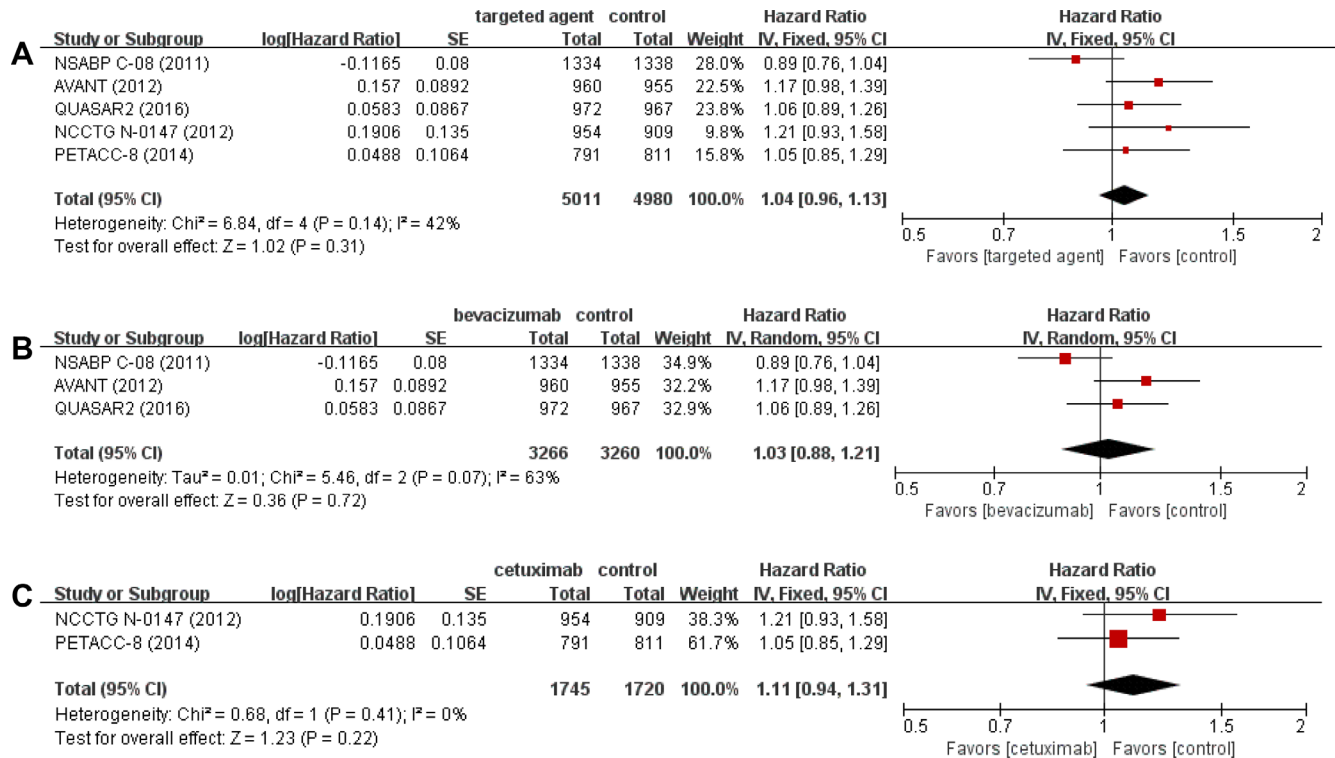 targeted agent control Hazard Ratio Hazard Ratio
A Study or Subgroup log[Hazard Ratio] SE Total Total Weight IV, Fixed, 95% CI IV, Fixed, 95% CI
NSABP C-08 (2011) -0.1165 0.08 1334 1338 28.0% 0.89 [0.76, 1.04]
AVANT (2012) 0.157 0.0892 960 955 22.5% 1.17 [0.98, 1.39]
QUASAR2 (2016) 0.0583 0.0867 972 967 23.8% 1.06 [0.89, 1.26]
NCCTG N-0147 (2012) 0.1906 0.135 954 909 9.8% 1.21 [0.93, 1.58]
PETACC-8 (2014) 0.0488 0.1064 791 811 15.8% 1.05 [0.85, 1.29]
Total (95% CI) 5011 4980 100.0% 1.04 [0.96, 1.13]
Heterogeneity: Chi² = 6.84, df = 4 (P = 0.14); I² = 42%
Test for overall effect: Z = 1.02 (P = 0.31)
0.5 0.7 1 1.5 2
Favors [targeted agent] Favors [control]
bevacizumab control Hazard Ratio Hazard Ratio
B Study or Subgroup log[Hazard Ratio] SE Total Total Weight IV, Random, 95% CI IV, Random, 95% CI
NSABP C-08 (2011) -0.1165 0.08 1334 1338 34.9% 0.89 [0.76, 1.04]
AVANT (2012) 0.157 0.0892 960 955 32.2% 1.17 [0.98, 1.39]
QUASAR2 (2016) 0.0583 0.0867 972 967 32.9% 1.06 [0.89, 1.26]
Total (95% CI) 3266 3260 100.0% 1.03 [0.88, 1.21]
Heterogeneity: Tau² = 0.01; Chi² = 5.46, df = 2 (P = 0.07); I² = 63%
Test for overall effect: Z = 0.36 (P = 0.72)
0.5 0.7 1 1.5 2
Favors [bevacizumab] Favors [control]
cetuximab control Hazard Ratio Hazard Ratio
C Study or Subgroup log[Hazard Ratio] SE Total Total Weight IV, Fixed, 95% CI IV, Fixed, 95% CI
NCCTG N-0147 (2012) 0.1906 0.135 954 909 38.3% 1.21 [0.93, 1.58]
PETACC-8 (2014) 0.0488 0.1064 791 811 61.7% 1.05 [0.85, 1.29]
Total (95% CI) 1745 1720 100.0% 1.11 [0.94, 1.31]
Heterogeneity: Chi² = 0.68, df = 1 (P = 0.41); I² = 0%
Test for overall effect: Z = 1.23 (P = 0.22)
0.5 0.7 1 1.5 2
Favors [cetuximab] Favors [control]